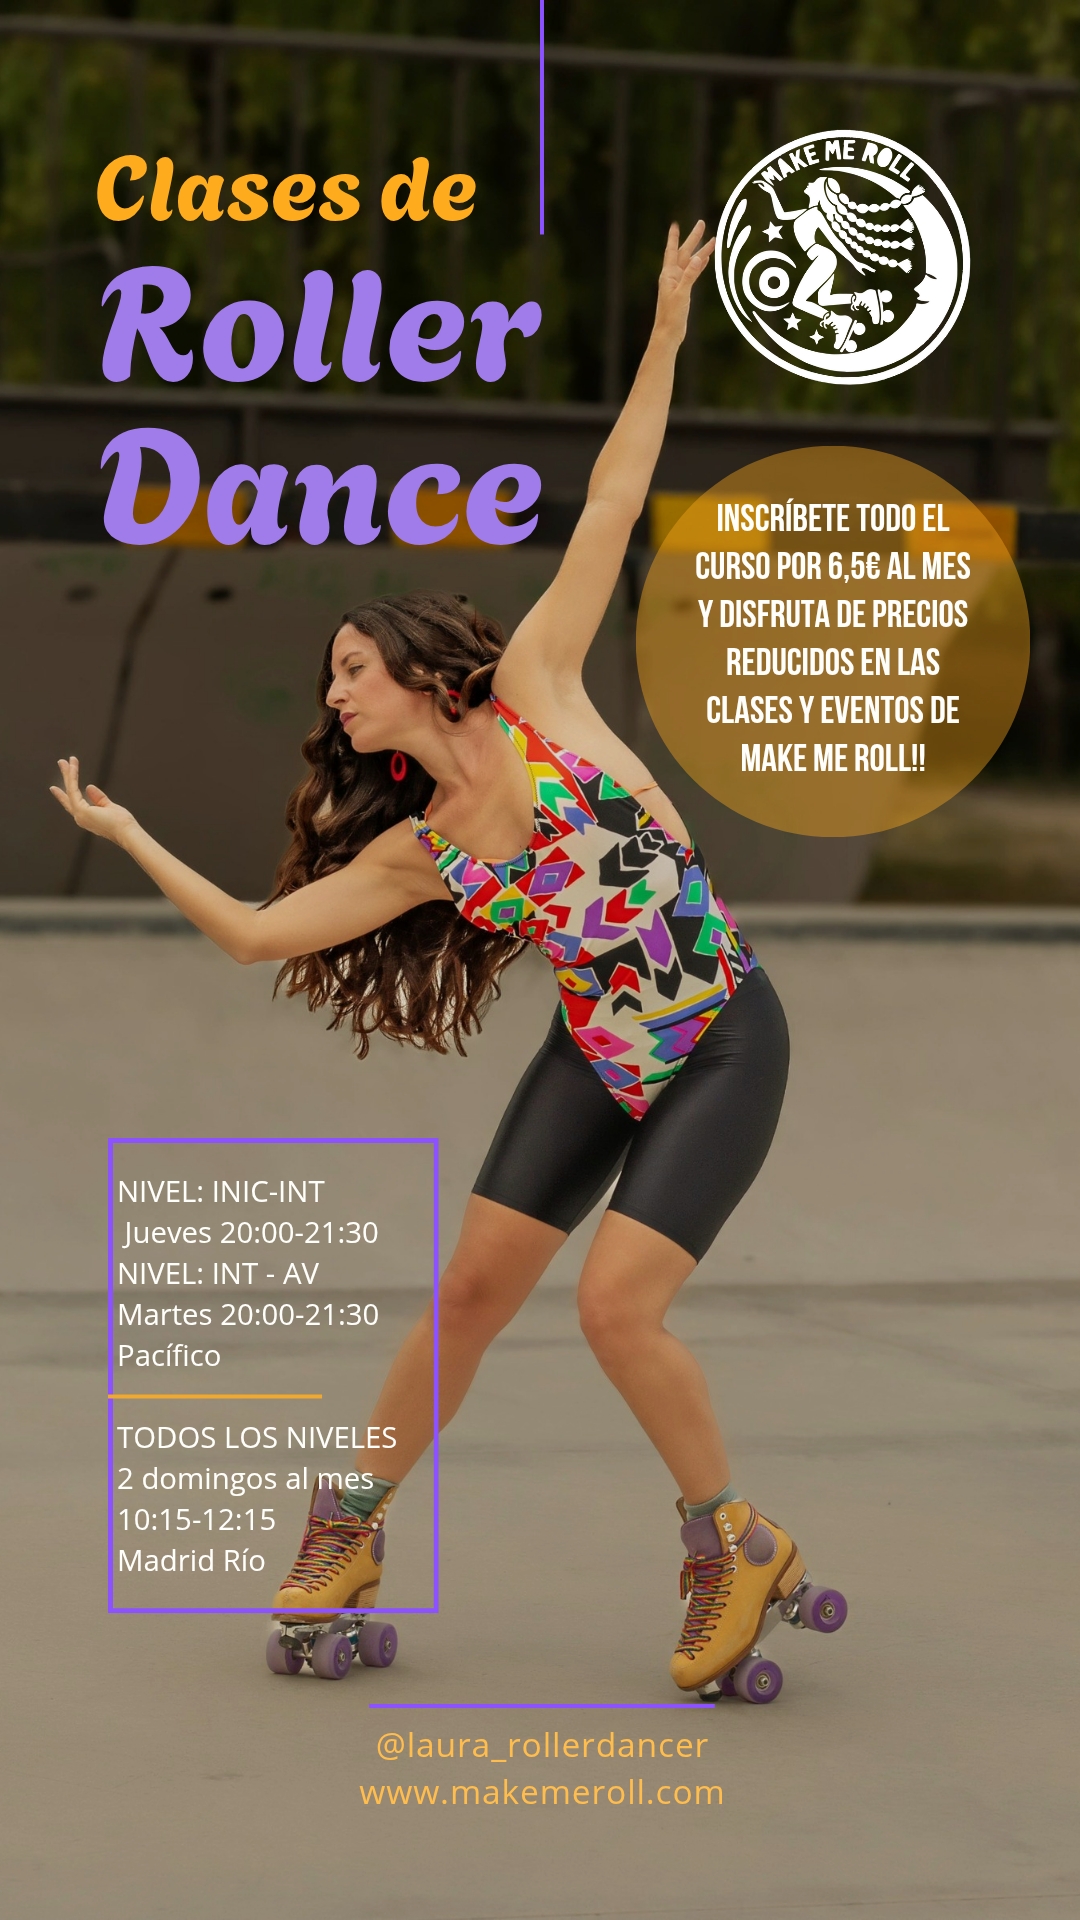 Clases de
Roller
Dance
MAKE ME ROLL
INSCRÍBETE TODO EL
CURSO POR 6,5€ AL MES
Y DISFRUTA DE PRECIOS
REDUCIDOS EN LAS
CLASES Y EVENTOS DE
MAKE ME ROLL!!
NIVEL: INIC-INT
Jueves 20:00-21:30
NIVEL: INT - AV
Martes 20:00-21:30
Pacífico
TODOS LOS NIVELES
2 domingos al mes
10:15-12:15
Madrid Río
@laura_rollerdancer
www.makemeroll.com